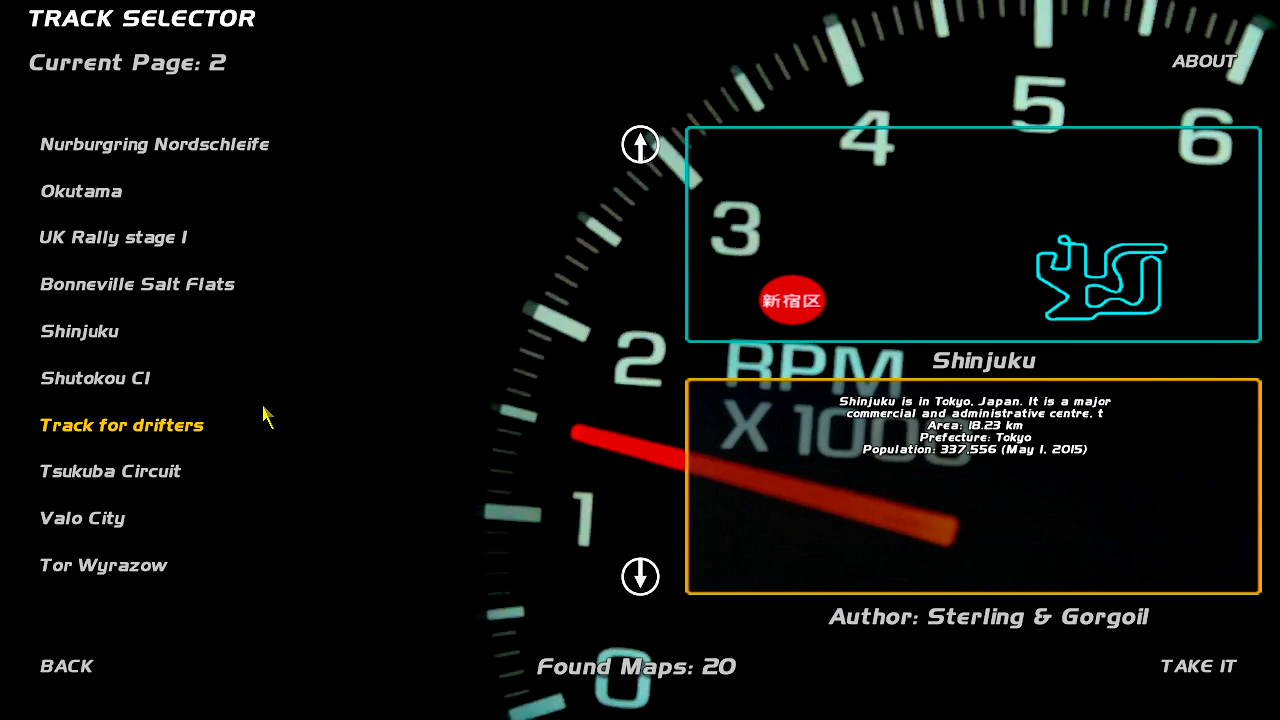 TRACK SELECTOR
Current Page: 2
ABOUT
Nurburgring Nordschleife
Okutama
UK Rally stage 1
Bonneville Salt Flats
Shinjuku
Shutokou C1
Track for drifters
Tsukuba Circuit
Valo City
Tor Wyrazow
BACK
0
1
2
3
4
5
6
RPM
X 1000
新宿区
Shinjuku
Shinjuku is in Tokyo, Japan. It is a major
commercial and administrative centre, t
Area: 18.23 km
Prefecture: Tokyo
Population: 337,556 (May 1, 2015)
Author: Sterling & Gorgoil
Found Maps: 20
TAKE IT